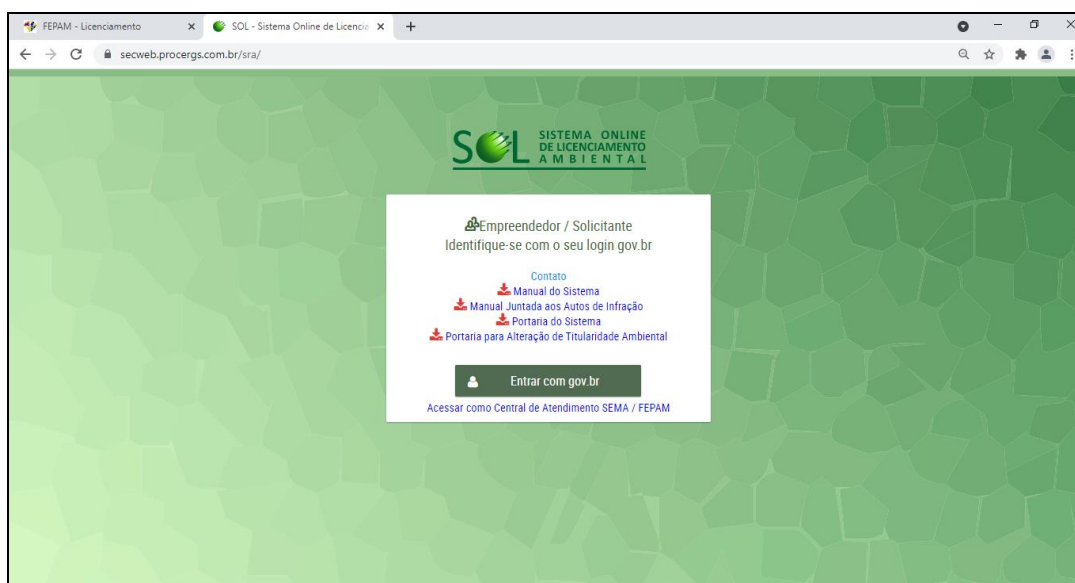 FEPAM - Licenciamento
SOL - Sistema Online de Licencia
secweb.procergs.com.br/sra/
SOL
SISTEMA ONLINE
DE LICENCIAMENTO
AMBIENTAL
Empreendedor / Solicitante
Identifique-se com o seu login gov.br
Contato
Manual do Sistema
Manual Juntada aos Autos de Infração
Portaria do Sistema
Portaria para Alteração de Titularidade Ambiental
Entrar com gov.br
Acessar como Central de Atendimento SEMA / FEPAM